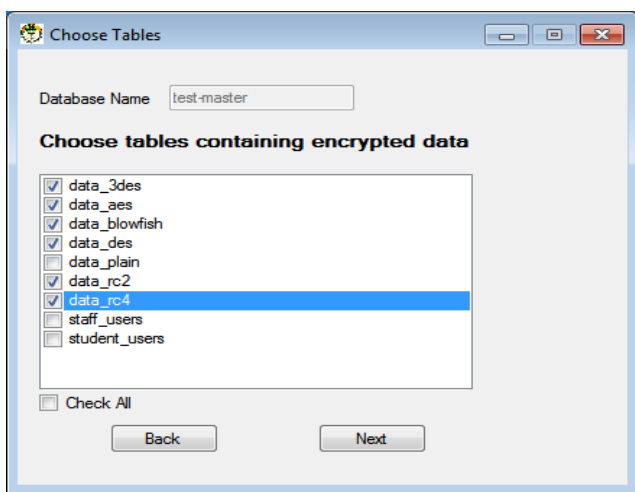 Choose Tables
Database Name test-master
Choose tables containing encrypted data
data_3des
data_aes
data_blowfish
data_des
data_plain
data_rc2
data_rc4
staff_users
student_users
Check All
Back Next